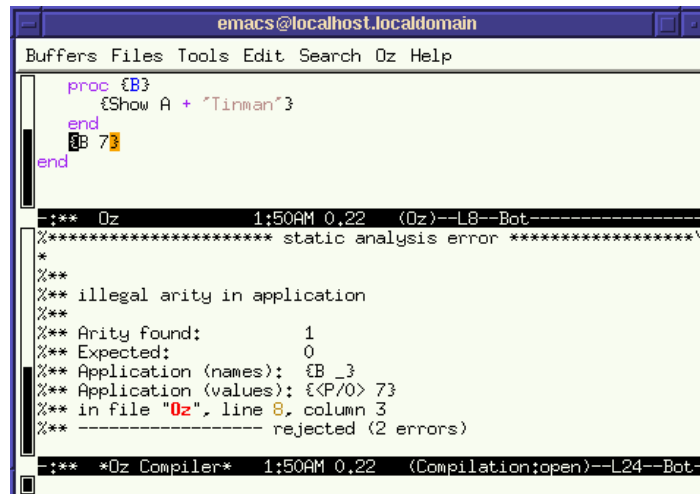 emacs@localhost.localdomain
Buffers Files Tools Edit Search Oz Help
proc {B}
{Show A + "Tinman"}
end
{B 7}
end
-:** Oz 1:50AM 0.22 (Oz)--L8--Bot-----------------
%********************** static analysis error ******************\
*
%**
%** illegal arity in application
%**
%** Arity found: 1
%** Expected: 0
%** Application (names): {B _}
%** Application (values): {<P/0> 7}
%** in file "Oz", line 8, column 3
%** ------------------ rejected (2 errors)
-:** *Oz Compiler* 1:50AM 0.22 (Compilation:open)--L24--Bot-